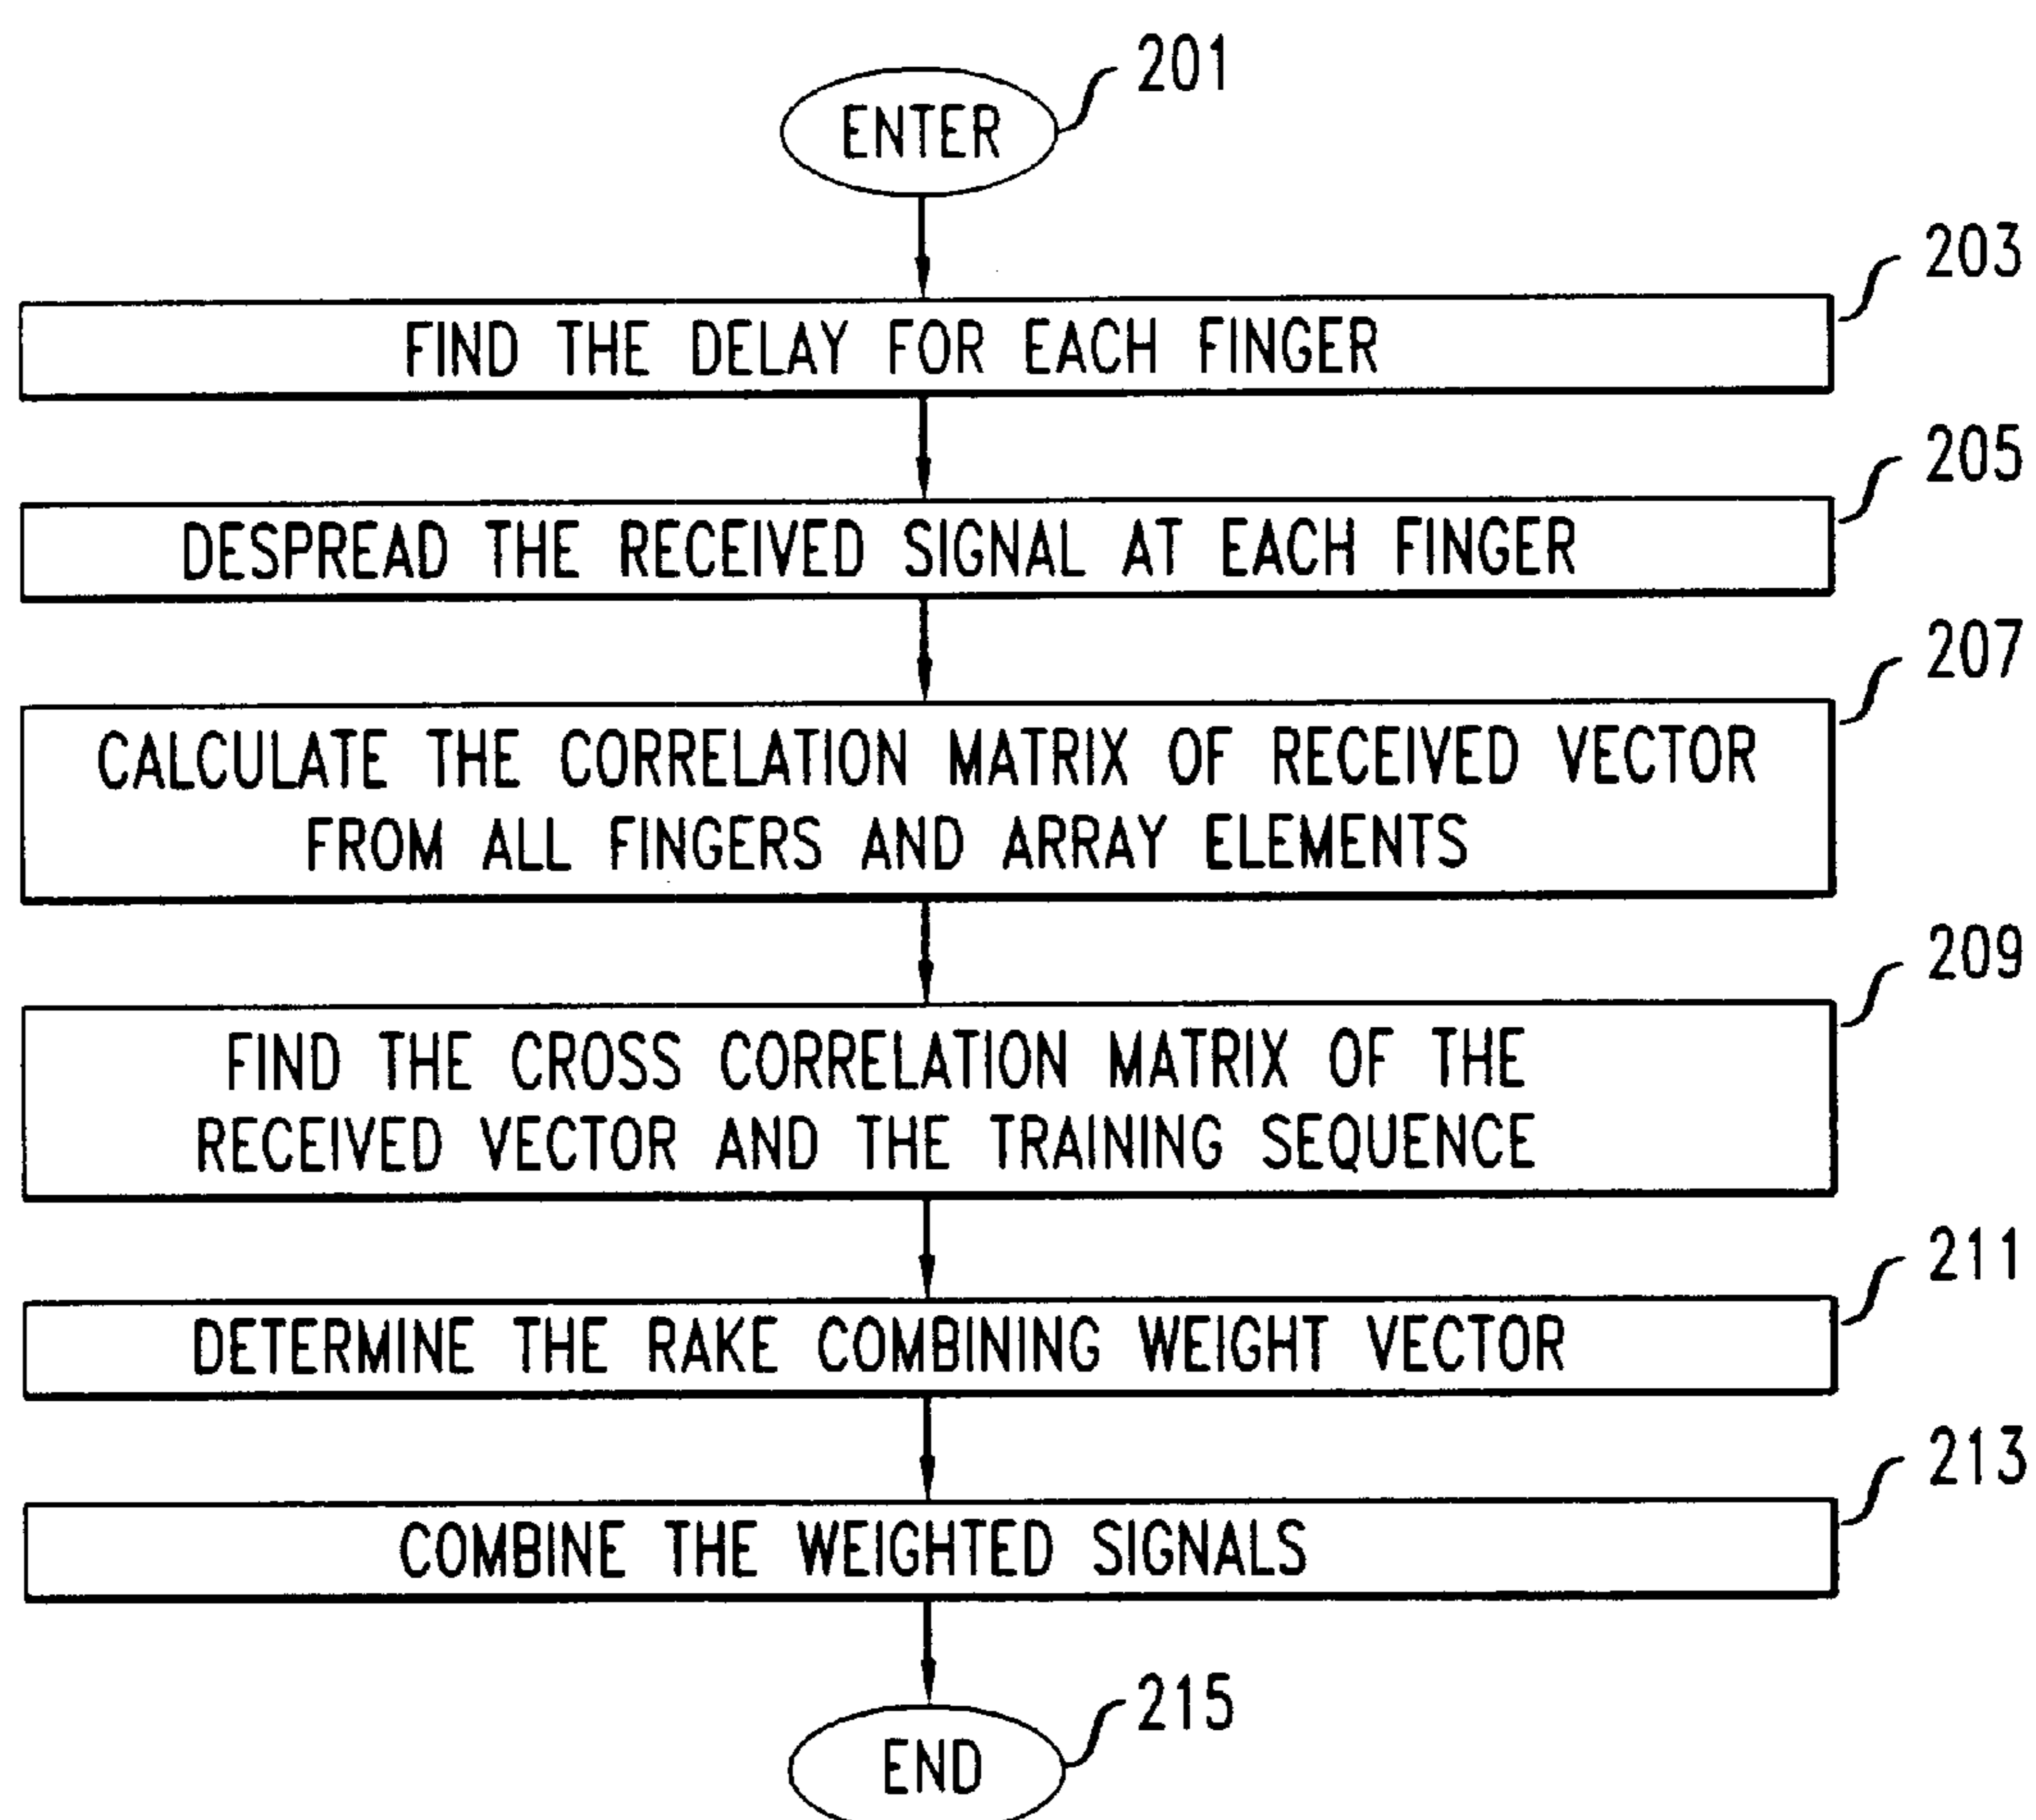 201
ENTER
203
FIND THE DELAY FOR EACH FINGER
205
DESPREAD THE RECEIVED SIGNAL AT EACH FINGER
207
CALCULATE THE CORRELATION MATRIX OF RECEIVED VECTOR
FROM ALL FINGERS AND ARRAY ELEMENTS
209
FIND THE CROSS CORRELATION MATRIX OF THE
RECEIVED VECTOR AND THE TRAINING SEQUENCE
211
DETERMINE THE RAKE COMBINING WEIGHT VECTOR
213
COMBINE THE WEIGHTED SIGNALS
215
END